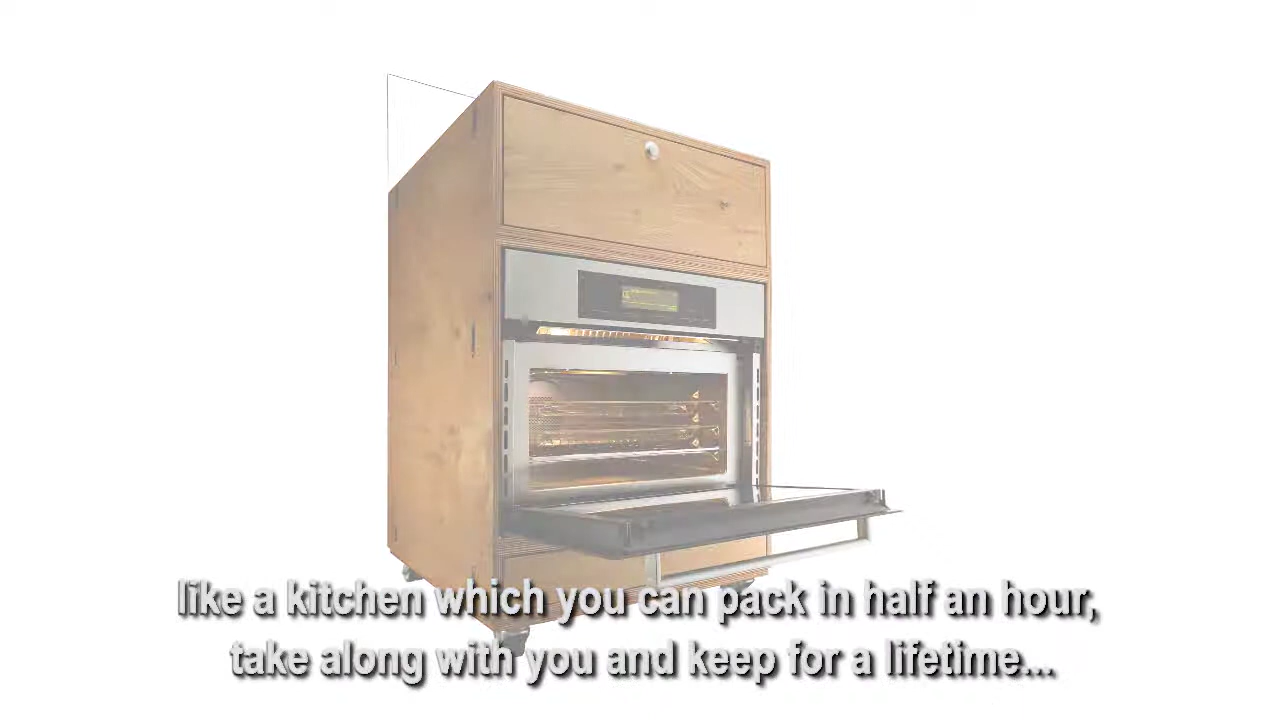 like a kitchen which you can pack in half an hour,
take along with you and keep for a lifetime...